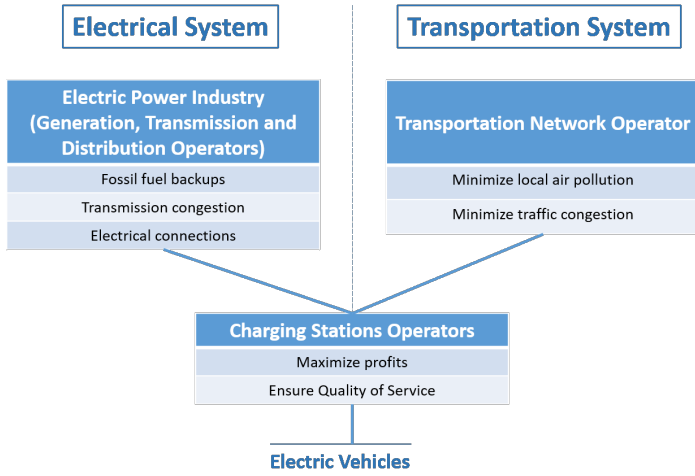 Electrical System
Transportation System
Electric Power Industry
(Generation, Transmission and
Distribution Operators)
Fossil fuel backups
Transmission congestion
Electrical connections
Transportation Network Operator
Minimize local air pollution
Minimize traffic congestion
Charging Stations Operators
Maximize profits
Ensure Quality of Service
Electric Vehicles